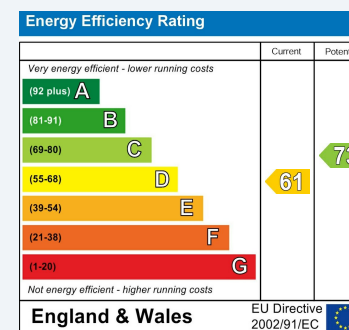 Energy Efficiency Rating
Current
Very energy efficient - lower running costs
(92 plus) A
(81-91) B
(69-80) C
(55-68) D
61
(39-54) E
(21-38) F
(1-20) G
Not energy efficient - higher running costs
England & Wales
EU Directive
2002/91/EC